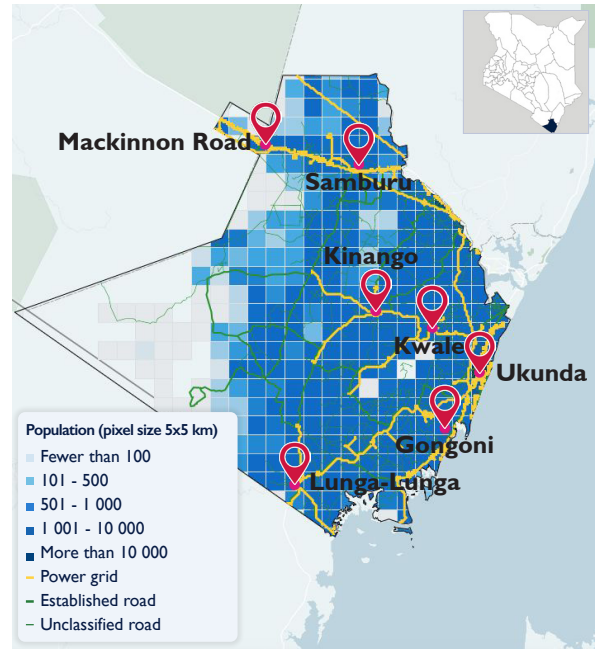 Mackinnon Road
Samburu
Kinango
Kwale
Ukunda
Gongoni
Lunga-Lunga
Population (pixel size 5x5 km)
Fewer than 100
101 - 500
501 - 1 000
1 001 - 10 000
More than 10 000
Power grid
Established road
Unclassified road